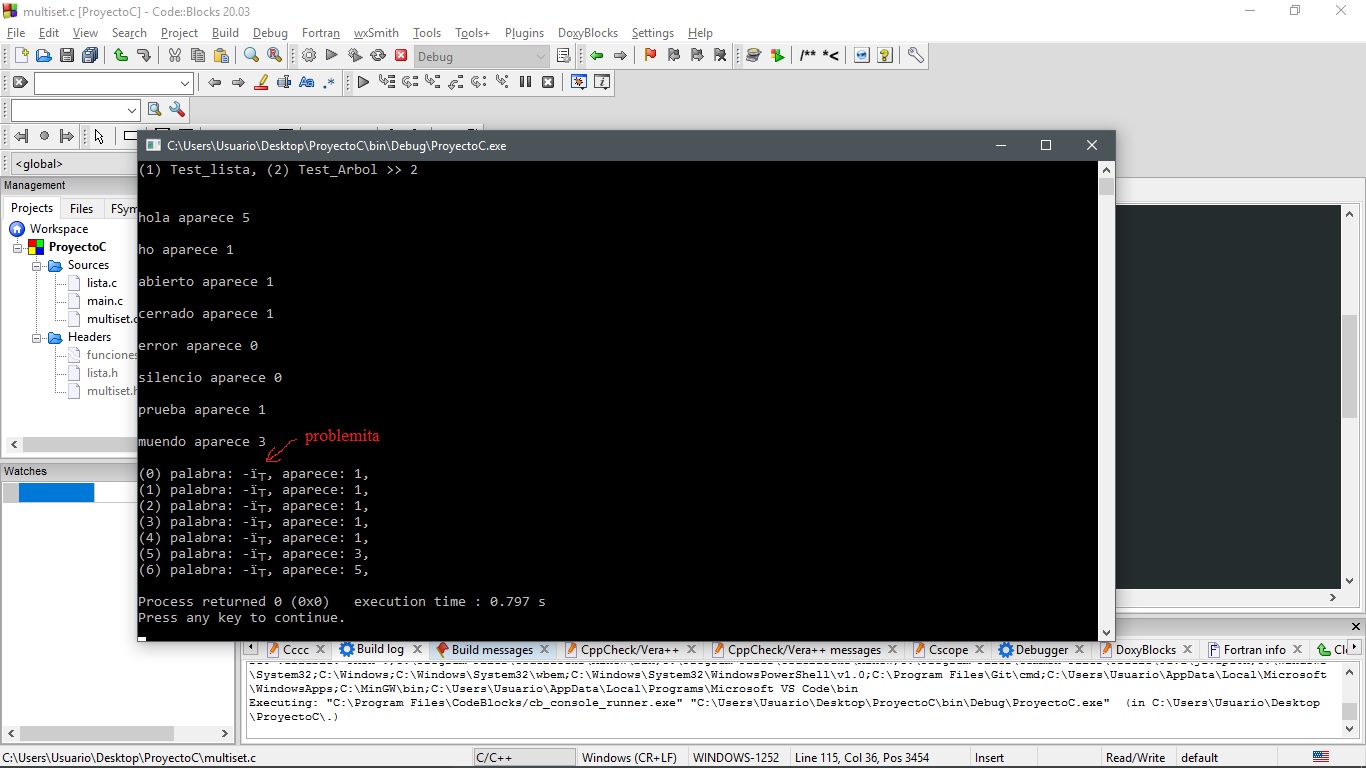 multiset.c [ProyectoC] - Code::Blocks 20.03
File Edit View Search Project Build Debug Fortran wxSmith Tools Tools+ Plugins DoxyBlocks Settings Help
Debug
/** *<
Aa .*
<global>
C:\Users\Usuario\Desktop\ProyectoC\bin\Debug\ProyectoC.exe
(1) Test_lista, (2) Test_Arbol >> 2
hola aparece 5
ho aparece 1
abierto aparece 1
cerrado aparece 1
error aparece 0
silencio aparece 0
prueba aparece 1
muendo aparece 3
problemita
(0) palabra: -ï┬, aparece: 1,
(1) palabra: -ï┬, aparece: 1,
(2) palabra: -ï┬, aparece: 1,
(3) palabra: -ï┬, aparece: 1,
(4) palabra: -ï┬, aparece: 1,
(5) palabra: -ï┬, aparece: 3,
(6) palabra: -ï┬, aparece: 5,
Process returned 0 (0x0) execution time : 0.797 s
Press any key to continue.
Management
Projects Files FSym
Workspace
ProyectoC
Sources
lista.c
main.c
multiset.c
Headers
funciones
lista.h
multiset.h
Watches
Cccc Build log Build messages CppCheck/Vera++ CppCheck/Vera++ messages Cscope Debugger DoxyBlocks Fortran info Cl
\System32;C:\Windows;C:\Windows\System32\wbem;C:\Windows\System32\WindowsPowerShell\v1.0;C:\Program Files\Git\cmd;C:\Users\Usuario\AppData\Local\Microsoft
\WindowsApps;C:\MinGW\bin;C:\Users\Usuario\AppData\Local\Programs\Microsoft VS Code\bin
Executing: "C:\Program Files\CodeBlocks/cb_console_runner.exe" "C:\Users\Usuario\Desktop\ProyectoC\bin\Debug\ProyectoC.exe" (in C:\Users\Usuario\Desktop
\ProyectoC\.)
C:\Users\Usuario\Desktop\ProyectoC\multiset.c C/C++ Windows (CR+LF) WINDOWS-1252 Line 115, Col 36, Pos 3454 Insert Read/Write default